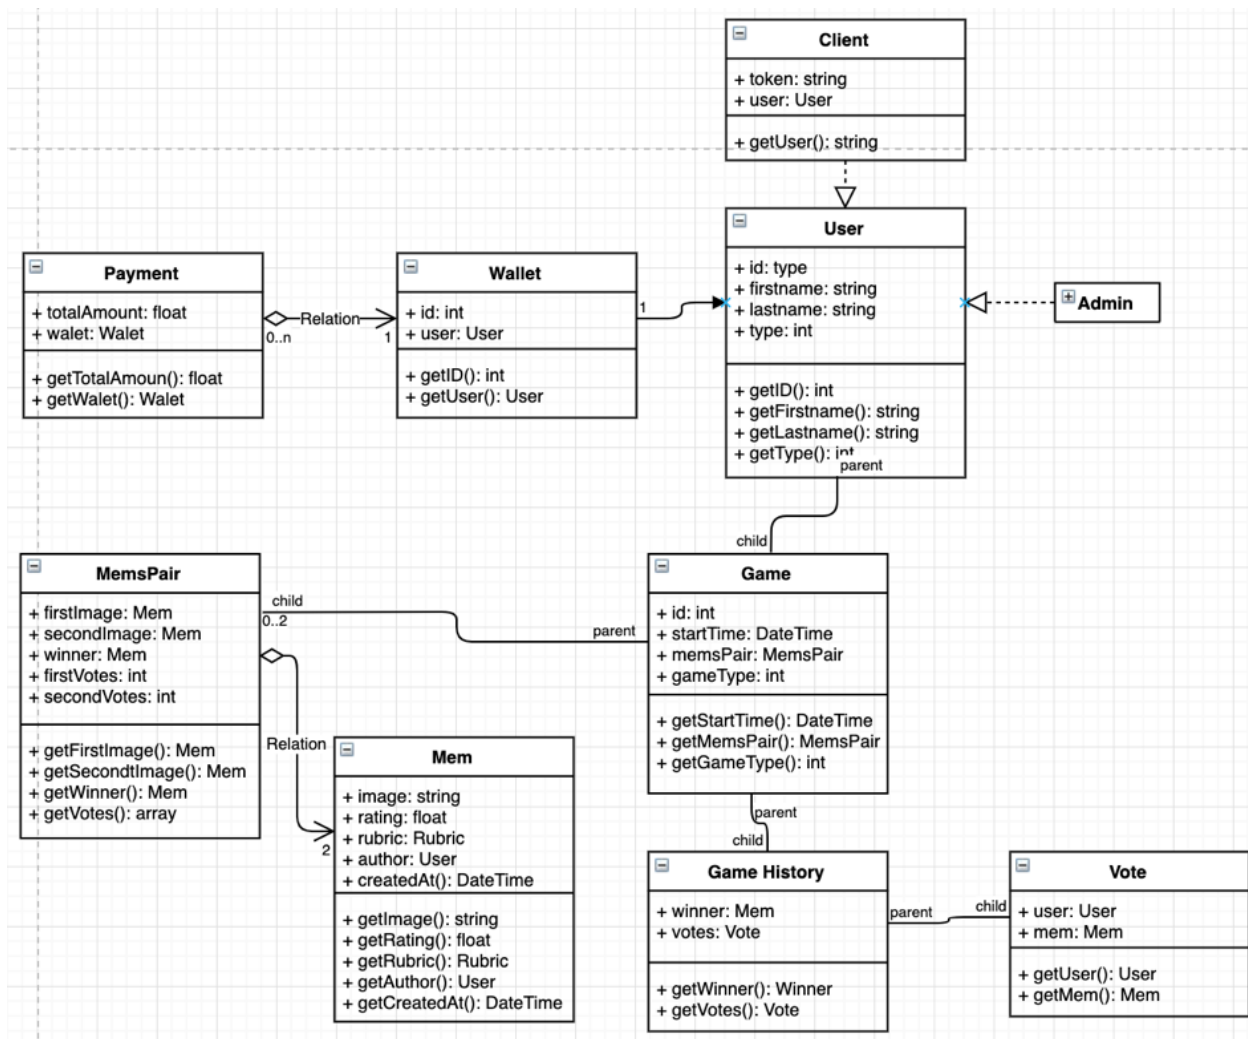 Client
+ token: string
+ user: User
+ getUser(): string
User
+ id: type
+ firstname: string
+ lastname: string
+ type: int
+ getID(): int
+ getFirstname(): string
+ getLastname(): string
+ getType(): int
parent
Admin
Payment
+ totalAmount: float
+ walet: Walet
+ getTotalAmoun(): float
+ getWalet(): Walet
Relation
0..n
1
Wallet
+ id: int
+ user: User
+ getID(): int
+ getUser(): User
1
child
MemsPair
+ firstImage: Mem
+ secondImage: Mem
+ winner: Mem
+ firstVotes: int
+ secondVotes: int
+ getFirstImage(): Mem
+ getSecondtImage(): Mem
+ getWinner(): Mem
+ getVotes(): array
child
0..2
parent
Game
+ id: int
+ startTime: DateTime
+ memsPair: MemsPair
+ gameType: int
+ getStartTime(): DateTime
+ getMemsPair(): MemsPair
+ getGameType(): int
Relation
2
Mem
+ image: string
+ rating: float
+ rubric: Rubric
+ author: User
+ createdAt(): DateTime
+ getImage(): string
+ getRating(): float
+ getRubric(): Rubric
+ getAuthor(): User
+ getCreatedAt(): DateTime
parent
child
Game History
+ winner: Mem
+ votes: Vote
+ getWinner(): Winner
+ getVotes(): Vote
parent
child
Vote
+ user: User
+ mem: Mem
+ getUser(): User
+ getMem(): Mem